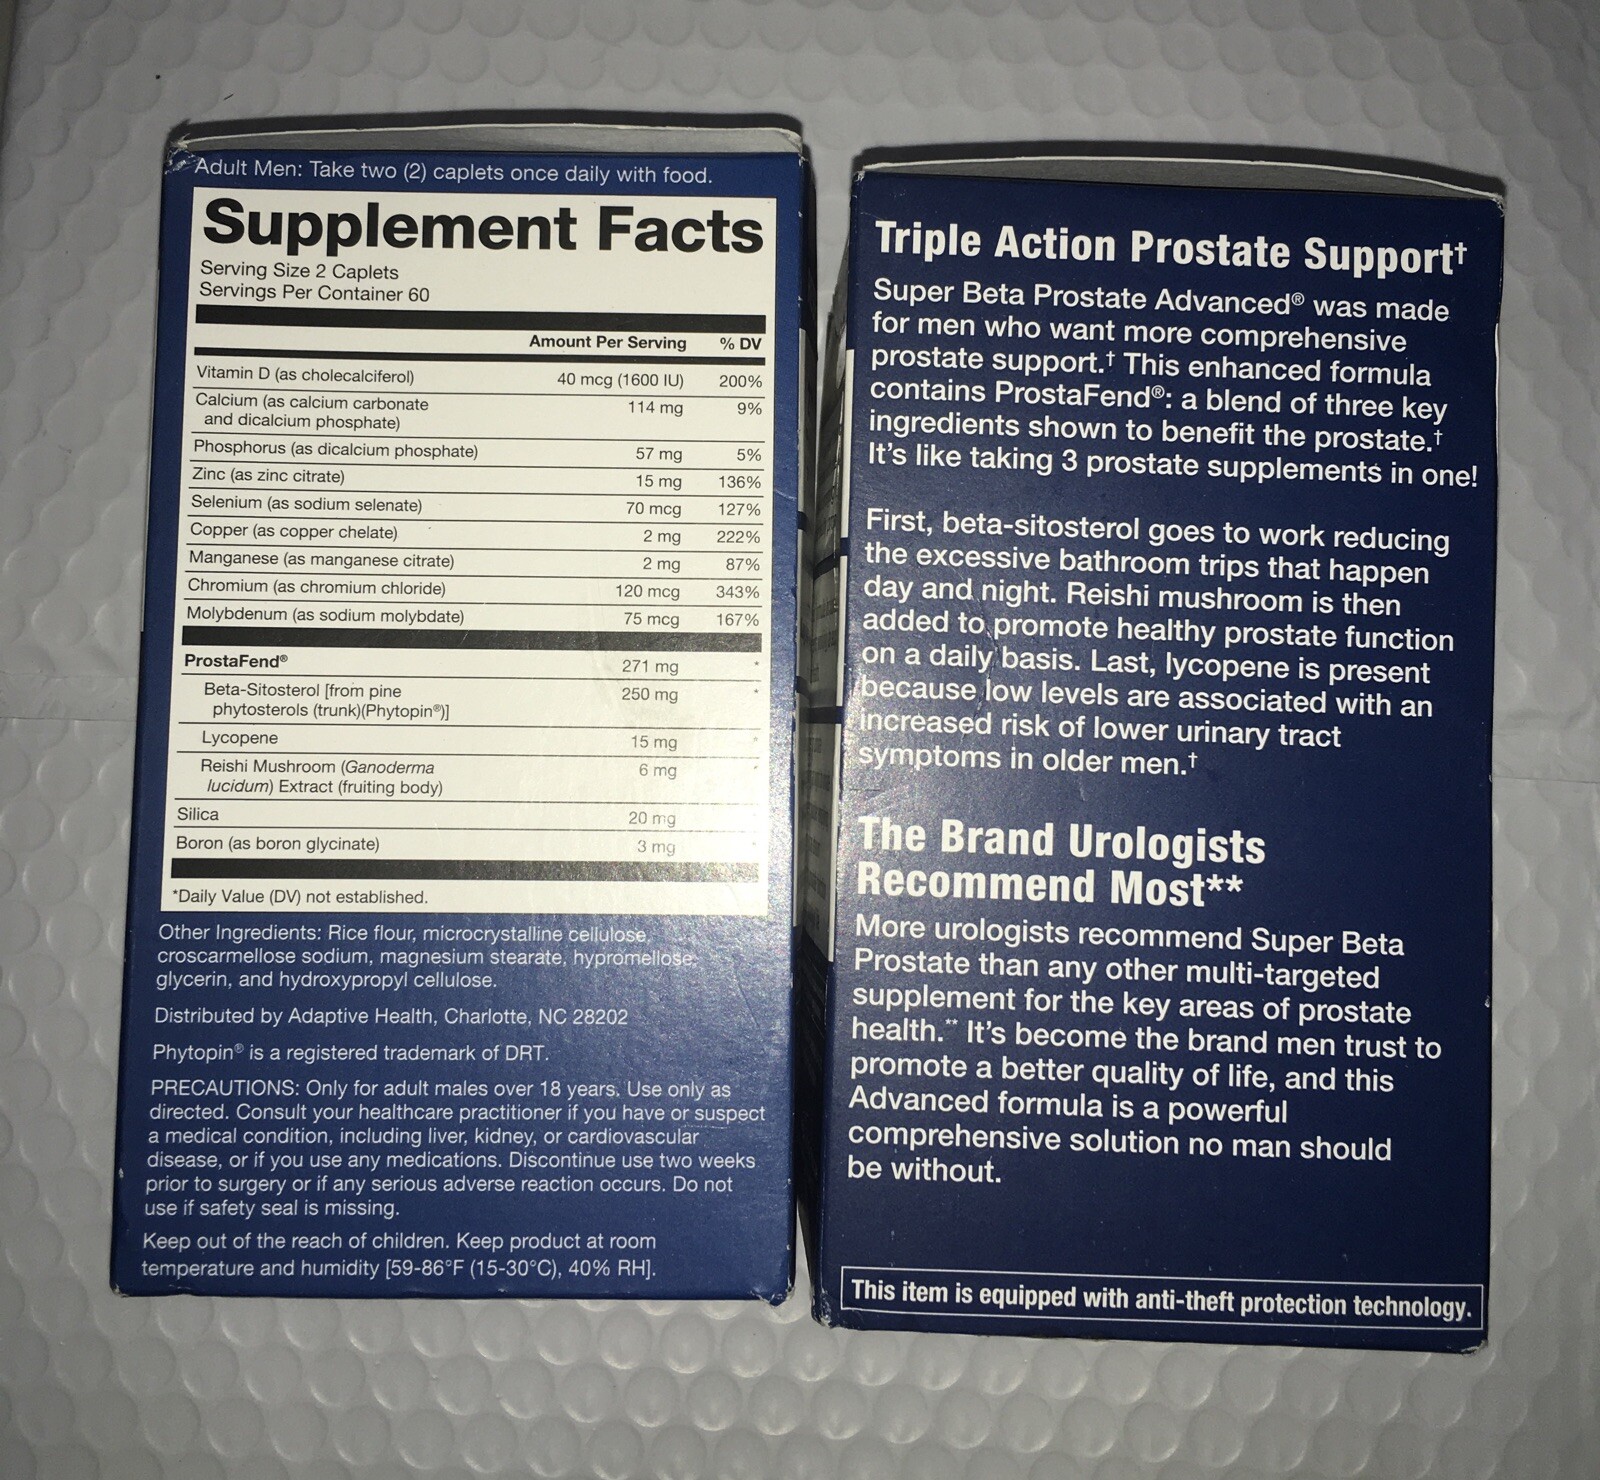 Adult Men: Take two (2) caplets once daily with food.
Supplement Facts
Serving Size 2 Caplets
Servings Per Container 60
Amount Per Serving % DV
Vitamin D (as cholecalciferol) 40 mcg (1600 IU) 200%
Calcium (as calcium carbonate 114 mg 9%
and dicalcium phosphate)
Phosphorus (as dicalcium phosphate) 57 mg 5%
Zinc (as zinc citrate) 15 mg 136%
Selenium (as sodium selenate) 70 mcg 127%
Copper (as copper chelate) 2 mg 222%
Manganese (as manganese citrate) 2 mg 87%
Chromium (as chromium chloride) 120 mcg 343%
Molybdenum (as sodium molybdate) 75 mcg 167%
ProstaFend® 271 mg *
Beta-Sitosterol [from pine 250 mg *
phytosterols (trunk)(Phytopin®)]
Lycopene 15 mg *
Reishi Mushroom (Ganoderma 6 mg *
lucidum) Extract (fruiting body)
Silica 20 mg
Boron (as boron glycinate) 3 mg *
*Daily Value (DV) not established.
Other Ingredients: Rice flour, microcrystalline cellulose,
croscarmellose sodium, magnesium stearate, hypromellose,
glycerin, and hydroxypropyl cellulose.
Distributed by Adaptive Health, Charlotte, NC 28202
Phytopin® is a registered trademark of DRT.
PRECAUTIONS: Only for adult males over 18 years. Use only as
directed. Consult your healthcare practitioner if you have or suspect
a medical condition, including liver, kidney, or cardiovascular
disease, or if you use any medications. Discontinue use two weeks
prior to surgery or if any serious adverse reaction occurs. Do not
use if safety seal is missing.
Keep out of the reach of children. Keep product at room
temperature and humidity [59-86°F (15-30°C), 40% RH].
Triple Action Prostate Support†
Super Beta Prostate Advanced® was made
for men who want more comprehensive
prostate support.† This enhanced formula
contains ProstaFend®: a blend of three key
ingredients shown to benefit the prostate.†
It's like taking 3 prostate supplements in one!
First, beta-sitosterol goes to work reducing
the excessive bathroom trips that happen
day and night. Reishi mushroom is then
added to promote healthy prostate function
on a daily basis. Last, lycopene is present
because low levels are associated with an
increased risk of lower urinary tract
symptoms in older men.†
The Brand Urologists
Recommend Most**
More urologists recommend Super Beta
Prostate than any other multi-targeted
supplement for the key areas of prostate
health.** It's become the brand men trust to
promote a better quality of life, and this
Advanced formula is a powerful
comprehensive solution no man should
be without.
This item is equipped with anti-theft protection technology.